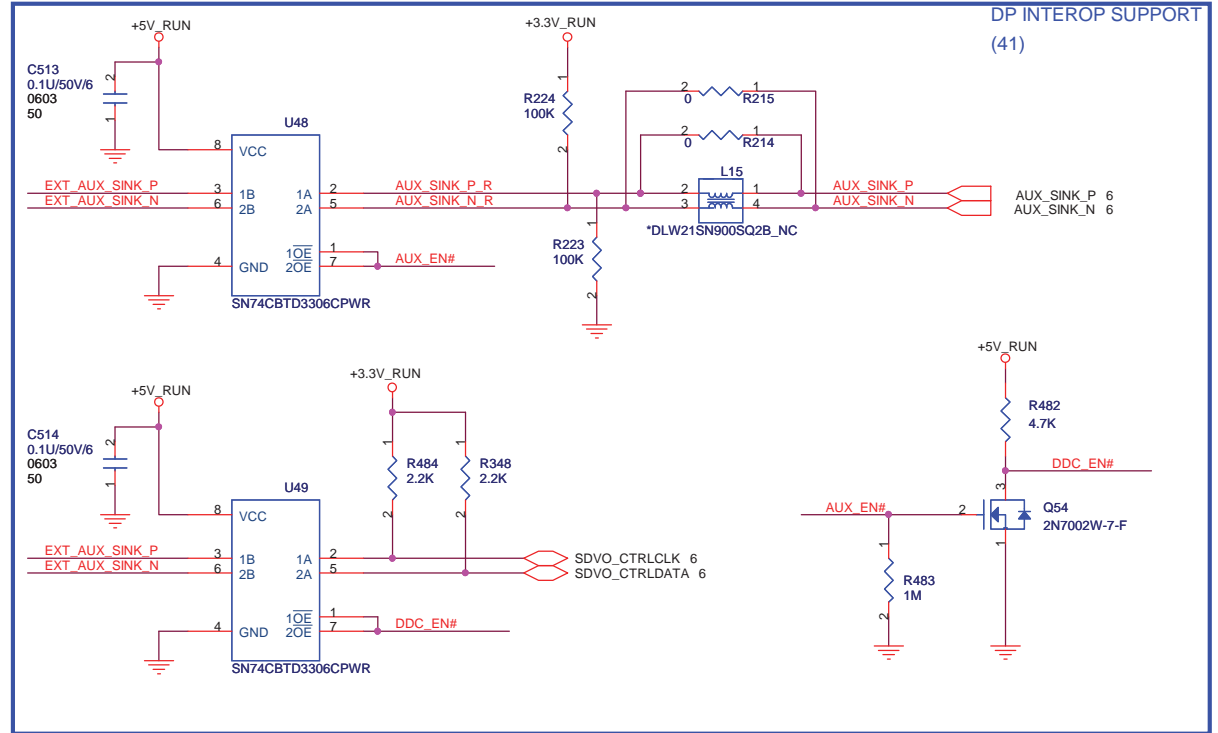 DP INTEROP SUPPORT
(41)
+5V_RUN
C513
0.1U/50V/6
0603
50
2
1
U48
8
VCC
EXT_AUX_SINK_P
3
1B
EXT_AUX_SINK_N
6
2B
4
GND
1A
2
AUX_SINK_P_R
2A
5
AUX_SINK_N_R
1OE
1
2OE
7
AUX_EN#
SN74CBTD3306CPWR
+3.3V_RUN
1
R224
100K
2
1
R223
100K
2
2
1
0
R215
2
1
0
R214
L15
2
1
3
4
*DLW21SN900SQ2B_NC
AUX_SINK_P
AUX_SINK_N
AUX_SINK_P 6
AUX_SINK_N 6
+5V_RUN
C514
0.1U/50V/6
0603
50
2
1
U49
8
VCC
EXT_AUX_SINK_P
3
1B
EXT_AUX_SINK_N
6
2B
4
GND
1A
2
2A
5
1OE
1
2OE
7
DDC_EN#
SN74CBTD3306CPWR
+3.3V_RUN
1
R484
2.2K
2
1
R348
2.2K
2
SDVO_CTRLCLK 6
SDVO_CTRLDATA 6
+5V_RUN
R482
4.7K
DDC_EN#
3
AUX_EN#
2
Q54
2N7002W-7-F
1
1
R483
1M
2